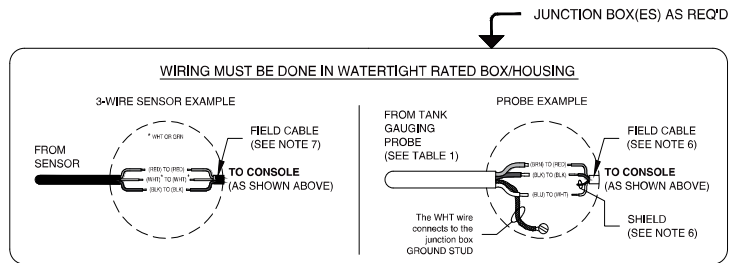 JUNCTION BOX(ES) AS REQ'D
WIRING MUST BE DONE IN WATERTIGHT RATED BOX/HOUSING
3-WIRE SENSOR EXAMPLE
* WHT OR GRN
FROM
SENSOR
(RED) TO (RED)
(WHT)* TO (WHT)*
(BLK) TO (BLK)
FIELD CABLE
(SEE NOTE 7)
TO CONSOLE
(AS SHOWN ABOVE)
PROBE EXAMPLE
FROM TANK
GAUGING
PROBE
(SEE TABLE 1)
(BRN) TO (RED)
(BLK) TO (BLK)
(BLU) TO (WHT)
The WHT wire
connects to the
junction box
GROUND STUD
FIELD CABLE
(SEE NOTE 6)
TO CONSOLE
(AS SHOWN ABOVE)
SHIELD
(SEE NOTE 6)